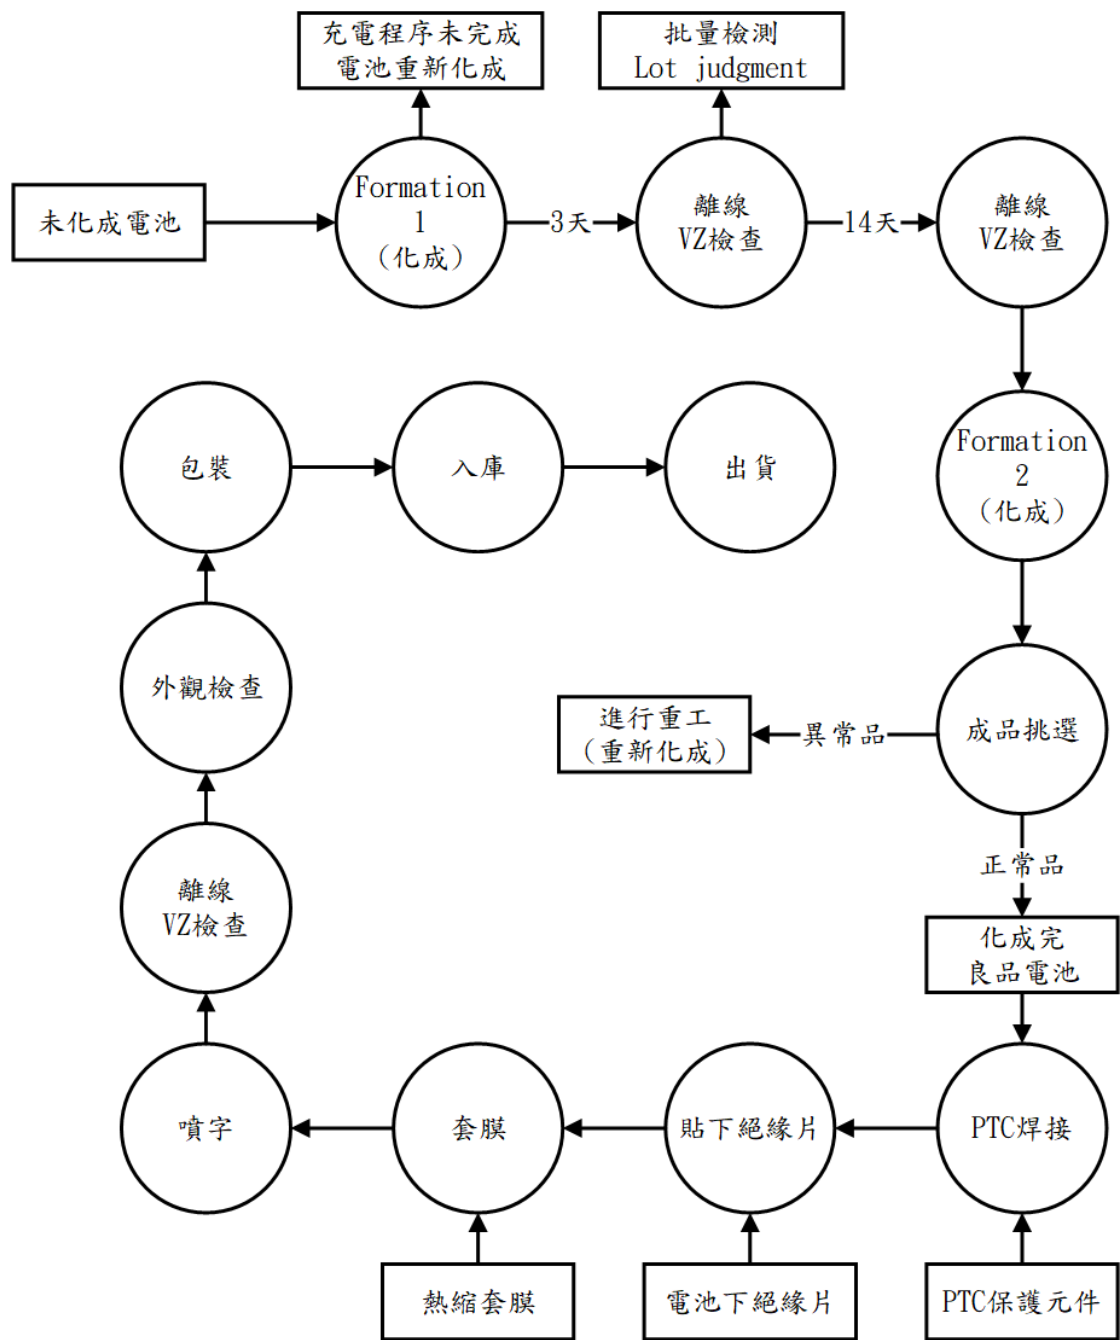 充電程序未完成
電池重新化成
批量檢測
Lot judgment
未化成電池
Formation
1
(化成)
3天
離線
VZ檢查
14天
離線
VZ檢查
包裝
入庫
出貨
Formation
2
(化成)
外觀檢查
進行重工
(重新化成)
異常品
成品挑選
正常品
離線
VZ檢查
化成完
良品電池
噴字
套膜
貼下絕緣片
PTC焊接
熱縮套膜
電池下絕緣片
PTC保護元件